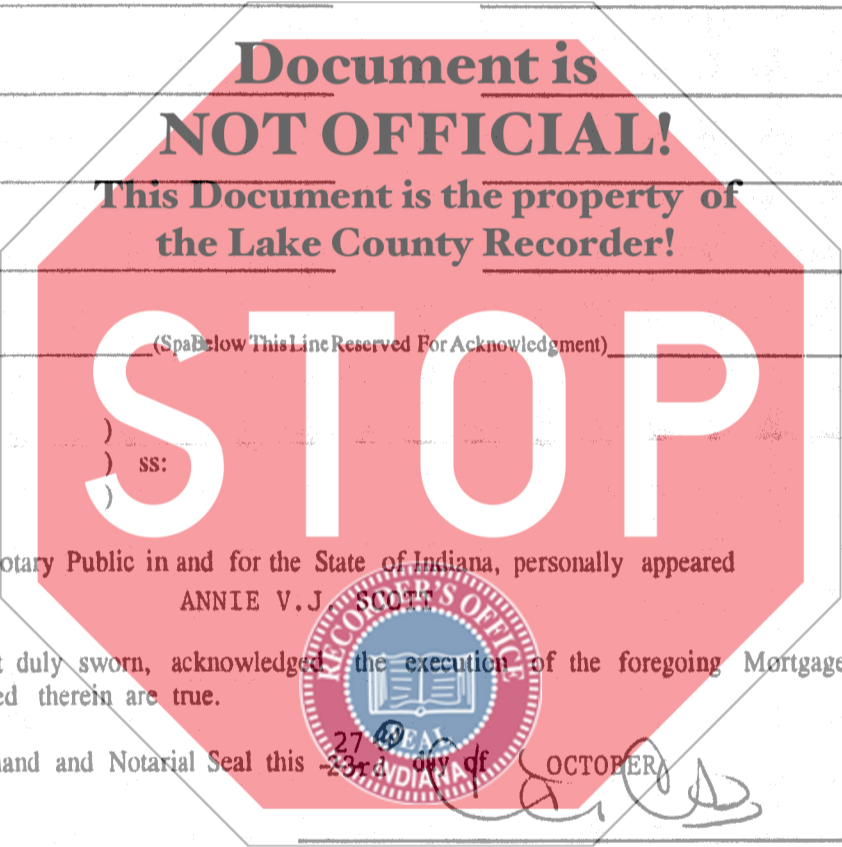 Document is
NOT OFFICIAL!
This Document is the property of
the Lake County Recorder!
STOP
(SpaBelow This Line Reserved For Acknowledgment)
)
) ss:
)
otary Public in and for the State of Indiana, personally appeared
ANNIE V.J. SCOTT
RECORDER'S OFFICE
t duly sworn, acknowledged the execution of the foregoing Mortgage
ed therein are true.
SEAL
27
and and Notarial Seal this 23rd day of OCTOBER
INDIANA